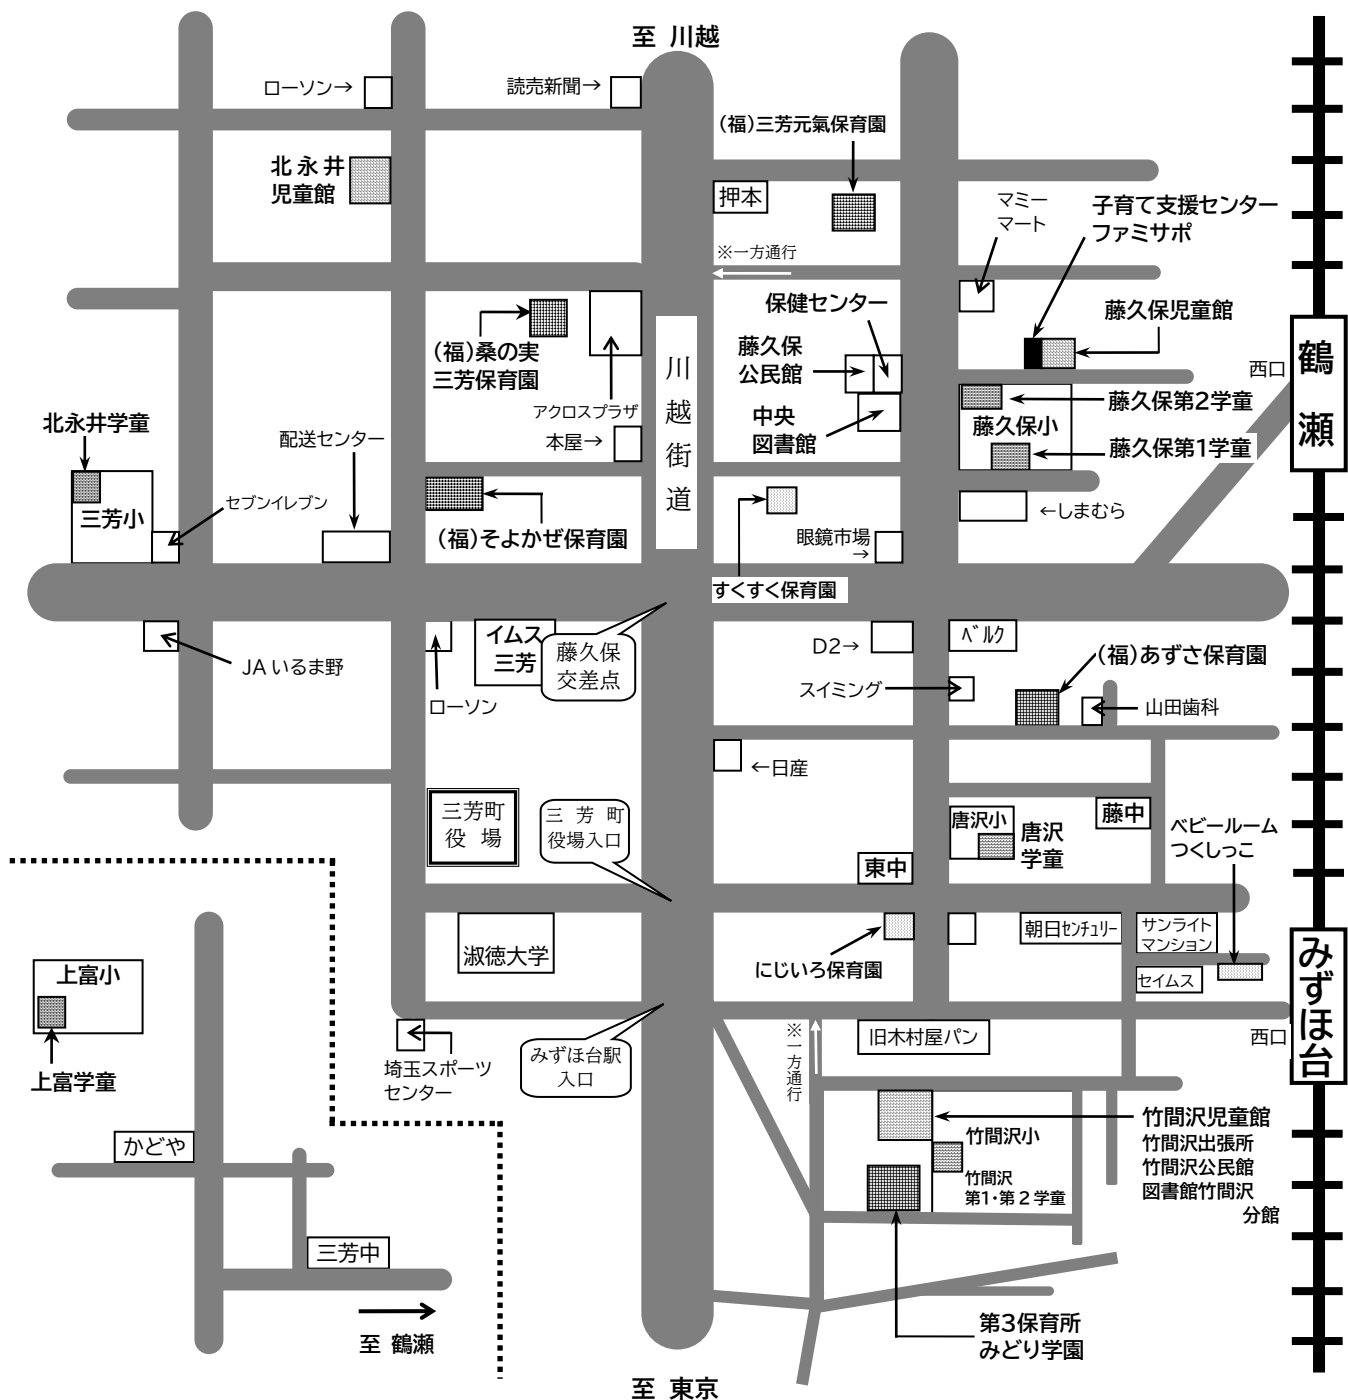 至 川越
ローソン→
読売新聞→
(福)三芳元氣保育園
北 永 井
児童館
押本
マミー
マート
子育て支援センター
ファミサポ
※一方通行
保健センター
藤久保児童館
(福)桑の実
三芳保育園
藤久保
公民館
川越街道
鶴瀬
西口
アクロスプラザ
中央
図書館
藤久保第2学童
藤久保小
藤久保第1学童
北永井学童
配送センター
本屋→
三芳小
セブンイレブン
(福)そよかぜ保育園
←しまむら
眼鏡市場
→
すくすく保育園
JAいるま野
イムス
三芳
藤久保
交差点
D2→
ベルク
(福)あずさ保育園
スイミング
ローソン
山田歯科
←日産
三芳町
役 場
三 芳 町
役場入口
唐沢小
唐沢
学童
藤中
ベビールーム
つくしっこ
東中
淑徳大学
にじいろ保育園
朝日センチュリー
サンライト
マンション
セイムス
みずほ台
西口
上富小
上富学童
埼玉スポーツ
センター
みずほ台駅
入口
※一方通行
旧木村屋パン
竹間沢児童館
竹間沢出張所
竹間沢公民館
図書館竹間沢
分館
竹間沢小
竹間沢
第1・第2学童
かどや
三芳中
至 鶴瀬
第3保育所
みどり学園
至 東京